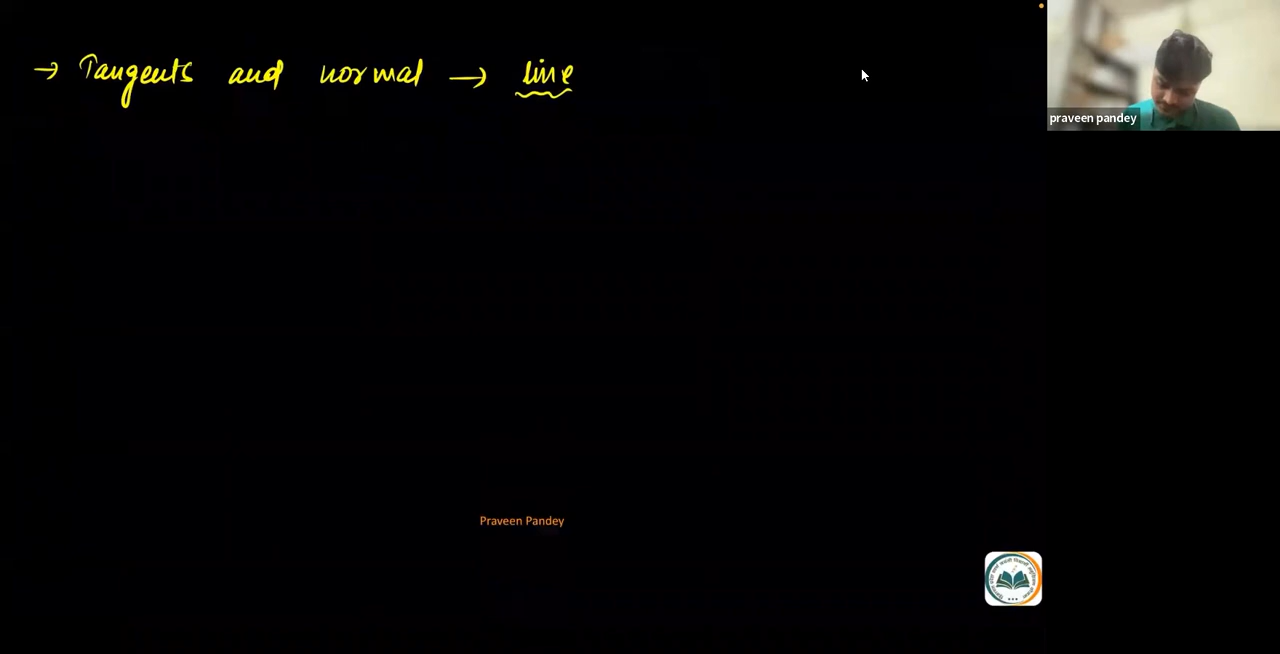 → Tangents and normal → line
praveen pandey
Praveen Pandey